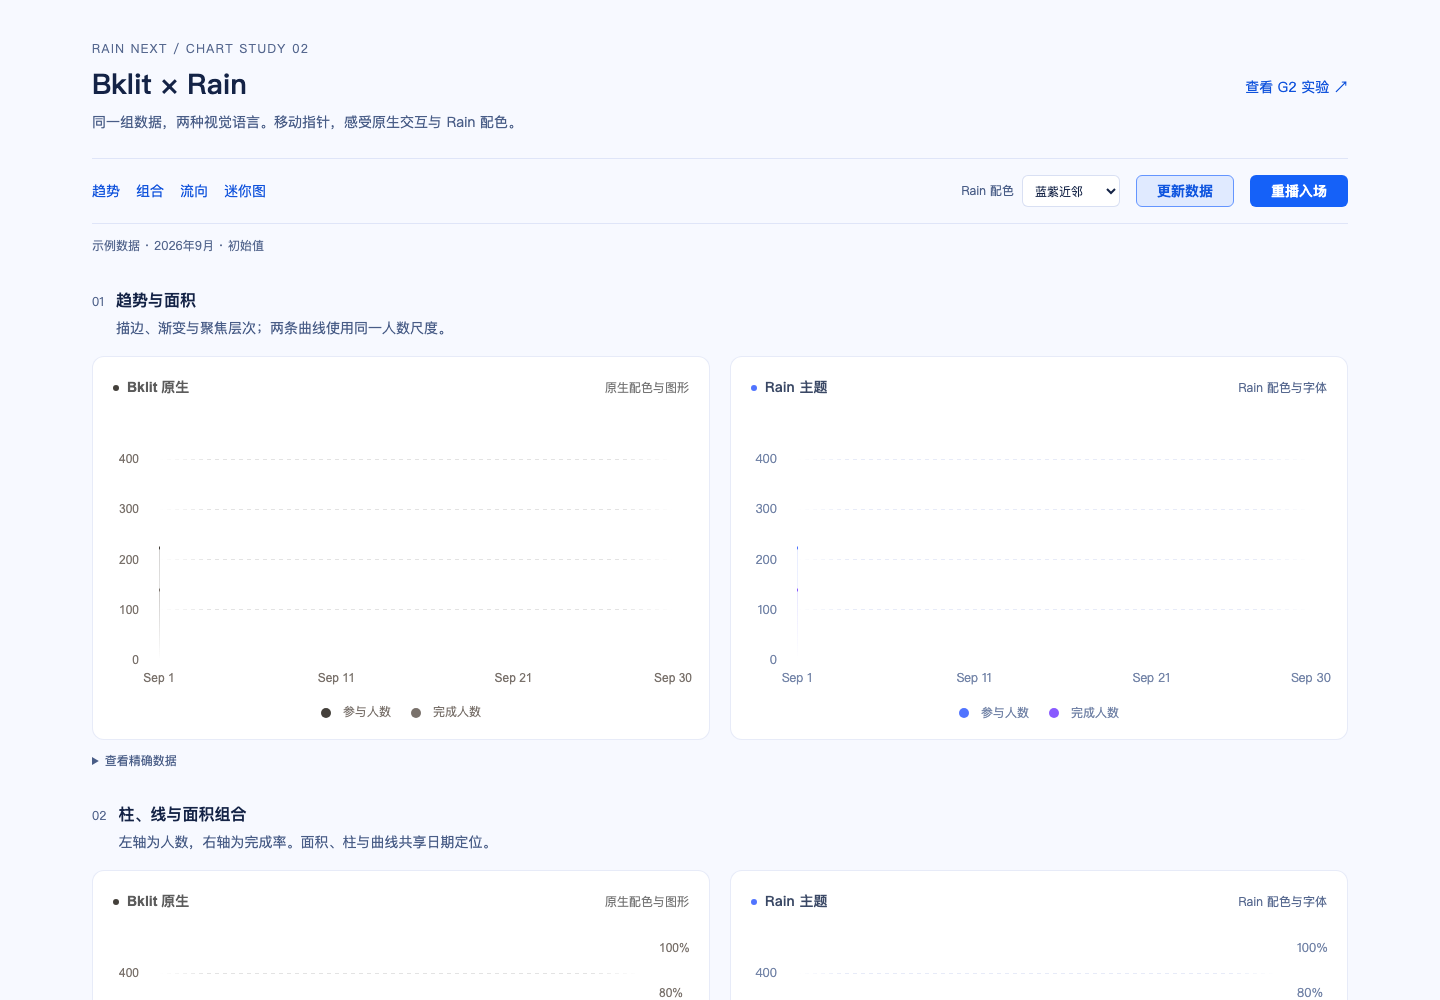 RAIN NEXT / CHART STUDY 02
Bklit × Rain
查看 G2 实验 ↗
同一组数据，两种视觉语言。移动指针，感受原生交互与 Rain 配色。
趋势 组合 流向 迷你图
Rain 配色 蓝紫近邻 更新数据 重播入场
示例数据 · 2026年9月 · 初始值
01 趋势与面积
描边、渐变与聚焦层次；两条曲线使用同一人数尺度。
Bklit 原生 原生配色与图形
400
300
200
100
0
Sep 1 Sep 11 Sep 21 Sep 30
参与人数 完成人数
Rain 主题 Rain 配色与字体
400
300
200
100
0
Sep 1 Sep 11 Sep 21 Sep 30
参与人数 完成人数
查看精确数据
02 柱、线与面积组合
左轴为人数，右轴为完成率。面积、柱与曲线共享日期定位。
Bklit 原生 原生配色与图形
100%
400
80%
Rain 主题 Rain 配色与字体
100%
400
80%